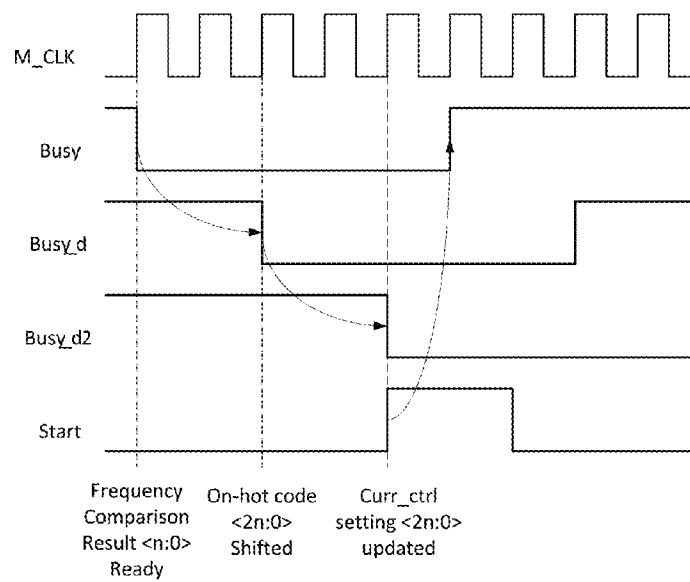 M_CLK
Busy
Busy_d
Busy_d2
Start
Frequency
Comparison
Result <n:0>
Ready
On-hot code
<2n:0>
Shifted
Curr_ctrl
setting <2n:0>
updated